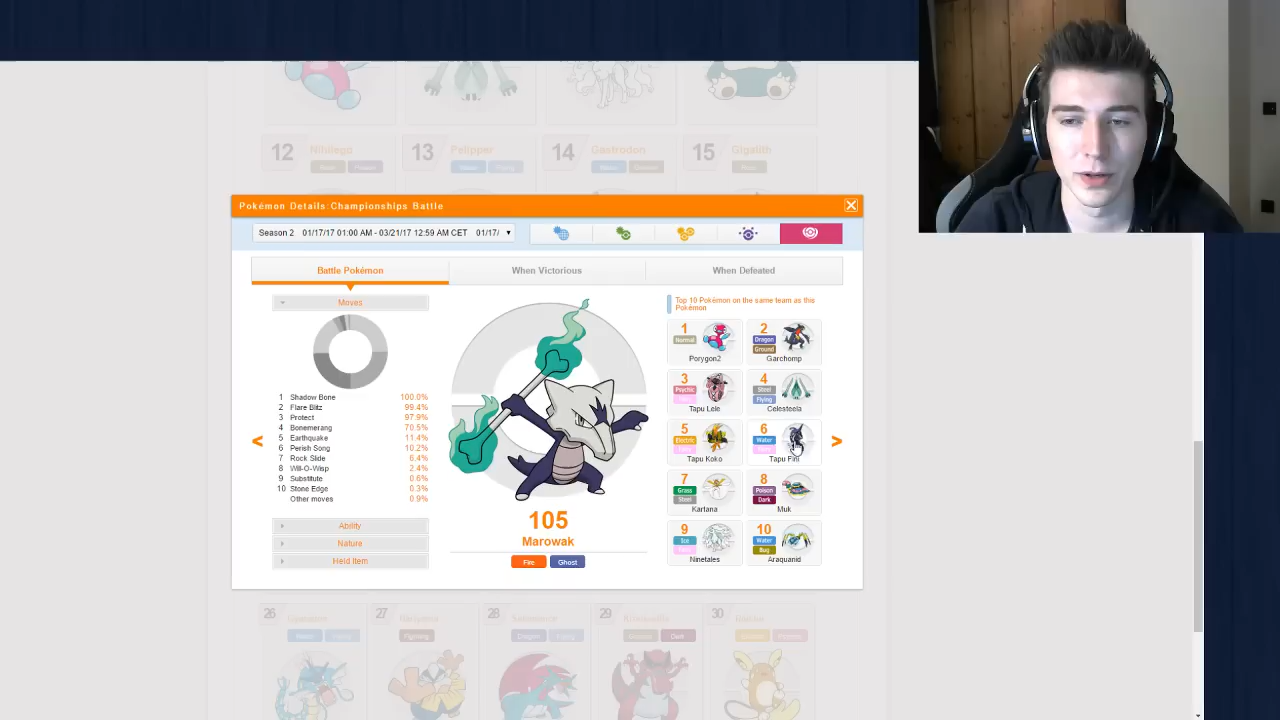 12 Nihilego
13 Pelipper
14 Gastrodon
15 Gigalith
Pokémon Details:Championships Battle
Season 2 01/17/17 01:00 AM - 03/21/17 12:59 AM CET 01/17/
Battle Pokémon
When Victorious
When Defeated
Moves
1 Shadow Bone 100.0%
2 Flare Blitz 99.4%
3 Protect 97.9%
4 Bonemerang 70.5%
5 Earthquake 11.4%
6 Perish Song 10.2%
7 Rock Slide 6.4%
8 Will-O-Wisp 2.4%
9 Substitute 0.6%
10 Stone Edge 0.3%
Other moves 0.9%
Ability
Nature
Held Item
105
Marowak
Fire Ghost
Top 10 Pokémon on the same team as this
Pokémon
1
Normal
Porygon2
2
Dragon
Ground
Garchomp
3
Psychic
Tapu Lele
4
Steel
Flying
Celesteela
5
Electric
Tapu Koko
6
Water
Tapu Fini
7
Grass
Steel
Kartana
8
Poison
Dark
Muk
9
Ice
Ninetales
10
Water
Bug
Araquanid
26
27
28
29
30